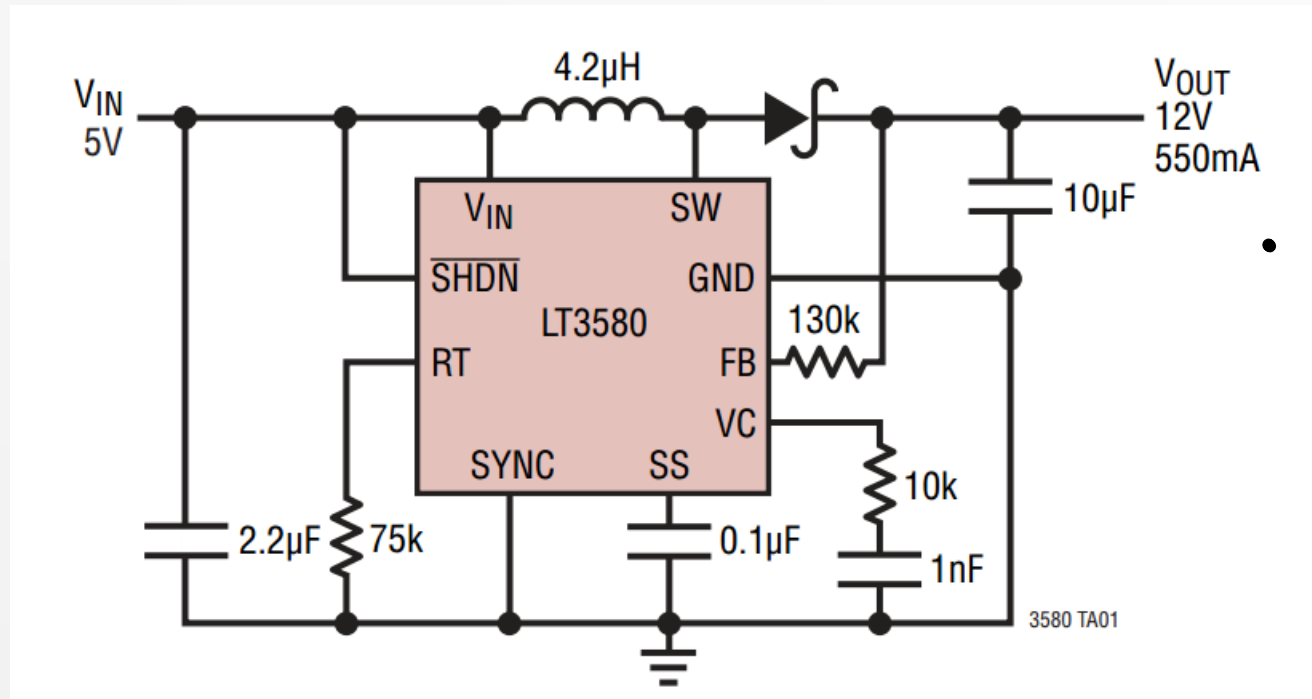 4.2µH
VIN
5V
VOUT
12V
550mA
VIN
SW
10µF
SHDN
GND
LT3580
130k
RT
FB
VC
SYNC
SS
10k
2.2µF
75k
0.1µF
1nF
3580 TA01